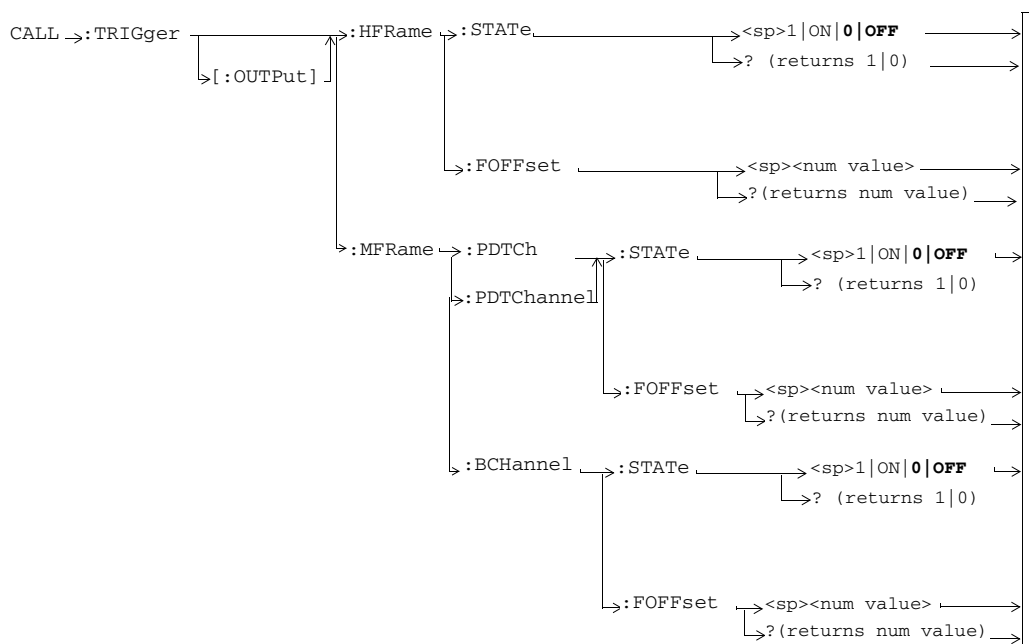 CALL :TRIGger :HFRame :STATe <sp>1|ON|0|OFF
[:OUTPut] ? (returns 1|0)
:FOFFset <sp><num value>
?(returns num value)
:MFRame :PDTCh :STATe <sp>1|ON|0|OFF
:PDTChannel ? (returns 1|0)
:FOFFset <sp><num value>
?(returns num value)
:BCHannel :STATe <sp>1|ON|0|OFF
? (returns 1|0)
:FOFFset <sp><num value>
?(returns num value)